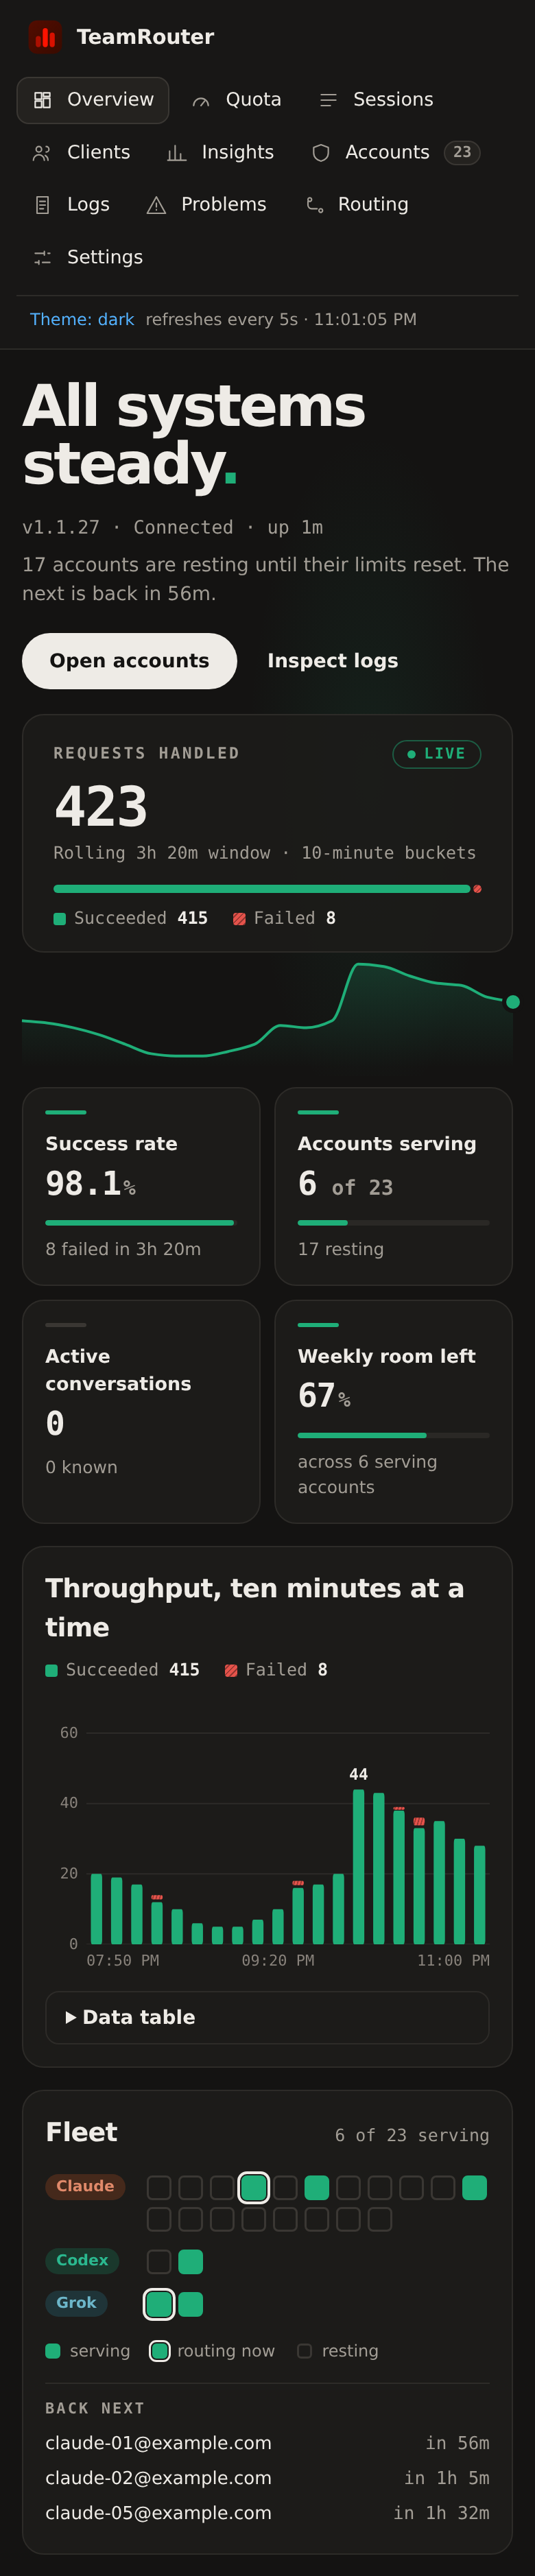 TeamRouter
Overview Quota Sessions
Clients Insights Accounts 23
Logs Problems Routing
Settings
Theme: dark refreshes every 5s · 11:01:05 PM
All systems
steady.
v1.1.27 · Connected · up 1m
17 accounts are resting until their limits reset. The
next is back in 56m.
Open accounts Inspect logs
REQUESTS HANDLED LIVE
423
Rolling 3h 20m window · 10-minute buckets
Succeeded 415 Failed 8
Success rate
98.1%
8 failed in 3h 20m
Accounts serving
6 of 23
17 resting
Active
conversations
0
0 known
Weekly room left
67%
across 6 serving
accounts
Throughput, ten minutes at a
time
Succeeded 415 Failed 8
60
44
40
20
0
07:50 PM 09:20 PM 11:00 PM
Data table
Fleet 6 of 23 serving
Claude
Codex
Grok
serving routing now resting
BACK NEXT
claude-01@example.com in 56m
claude-02@example.com in 1h 5m
claude-05@example.com in 1h 32m